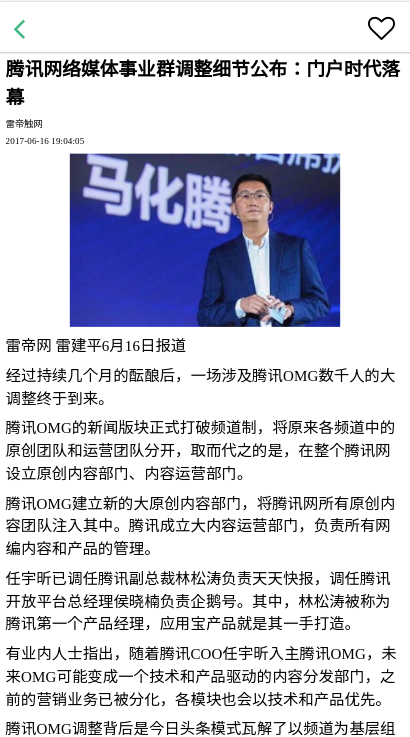 腾讯网络媒体事业群调整细节公布：门户时代落
幕
雷帝触网
2017-06-16 19:04:05
马化腾
雷帝网 雷建平6月16日报道
经过持续几个月的酝酿后，一场涉及腾讯OMG数千人的大
调整终于到来。
腾讯OMG的新闻版块正式打破频道制，将原来各频道中的
原创团队和运营团队分开，取而代之的是，在整个腾讯网
设立原创内容部门、内容运营部门。
腾讯OMG建立新的大原创内容部门，将腾讯网所有原创内
容团队注入其中。腾讯成立大内容运营部门，负责所有网
编内容和产品的管理。
任宇昕已调任腾讯副总裁林松涛负责天天快报，调任腾讯
开放平台总经理侯晓楠负责企鹅号。其中，林松涛被称为
腾讯第一个产品经理，应用宝产品就是其一手打造。
有业内人士指出，随着腾讯COO任宇昕入主腾讯OMG，未
来OMG可能变成一个技术和产品驱动的内容分发部门，之
前的营销业务已被分化，各模块也会以技术和产品优先。
腾讯OMG调整背后是今日头条模式瓦解了以频道为基层组